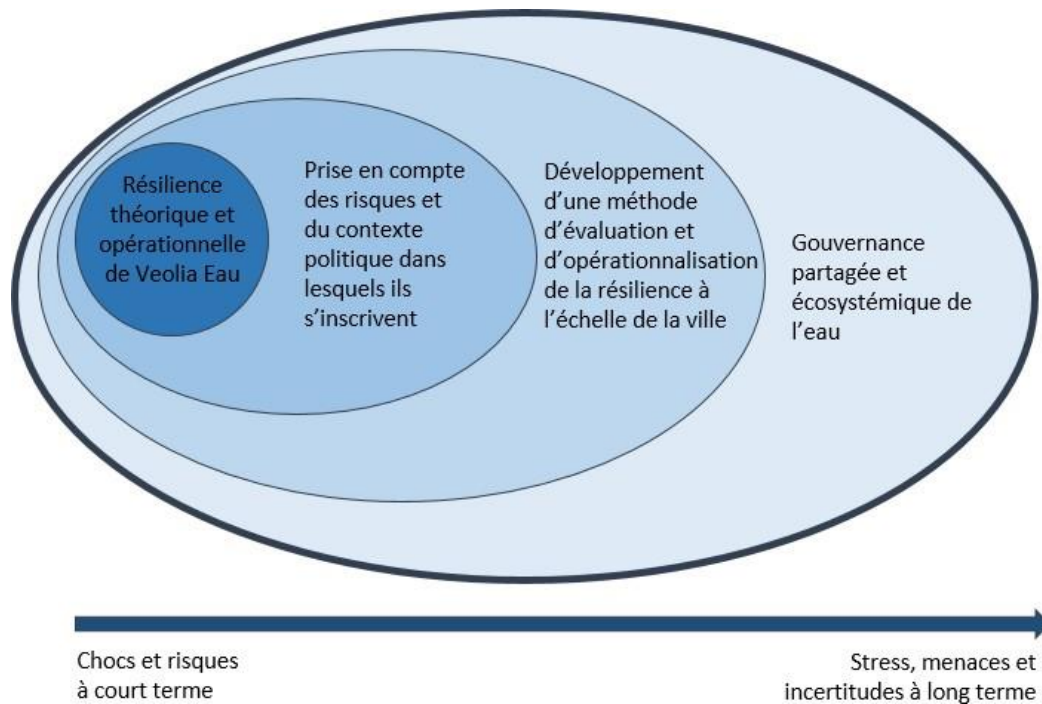 Résilience
théorique et
opérationnelle
de Veolia Eau
Prise en compte
des risques et
du contexte
politique dans
lesquels ils
s’inscrivent
Développement
d’une méthode
d’évaluation et
d’opérationnalisation
de la résilience à
l’échelle de la ville
Gouvernance
partagée et
écosystémique de
l’eau
Chocs et risques
à court terme
Stress, menaces et
incertitudes à long terme